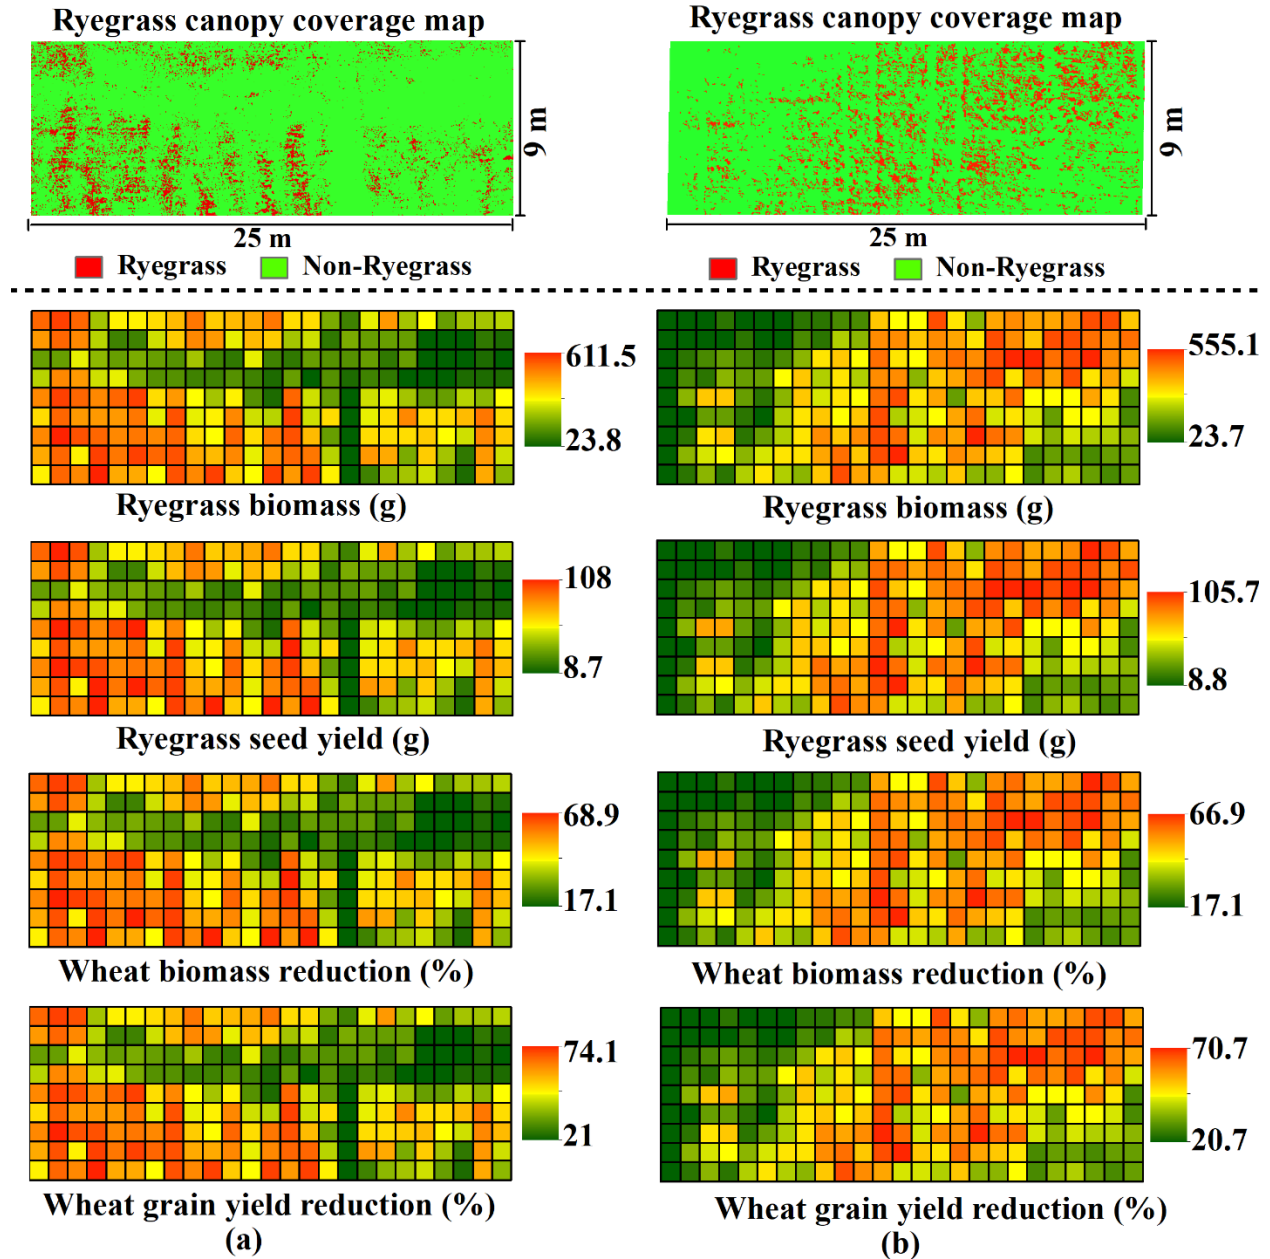 Ryegrass canopy coverage map
9 m
25 m
Ryegrass Non-Ryegrass
611.5
23.8
Ryegrass biomass (g)
108
8.7
Ryegrass seed yield (g)
68.9
17.1
Wheat biomass reduction (%)
74.1
21
Wheat grain yield reduction (%)
(a)
Ryegrass canopy coverage map
9 m
25 m
Ryegrass Non-Ryegrass
555.1
23.7
Ryegrass biomass (g)
105.7
8.8
Ryegrass seed yield (g)
66.9
17.1
Wheat biomass reduction (%)
70.7
20.7
Wheat grain yield reduction (%)
(b)